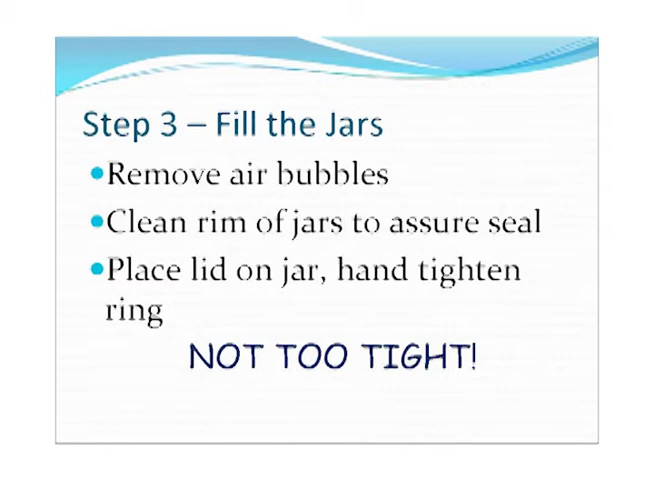 Step 3 – Fill the Jars
•Remove air bubbles
•Clean rim of jars to assure seal
•Place lid on jar, hand tighten
ring
NOT TOO TIGHT!